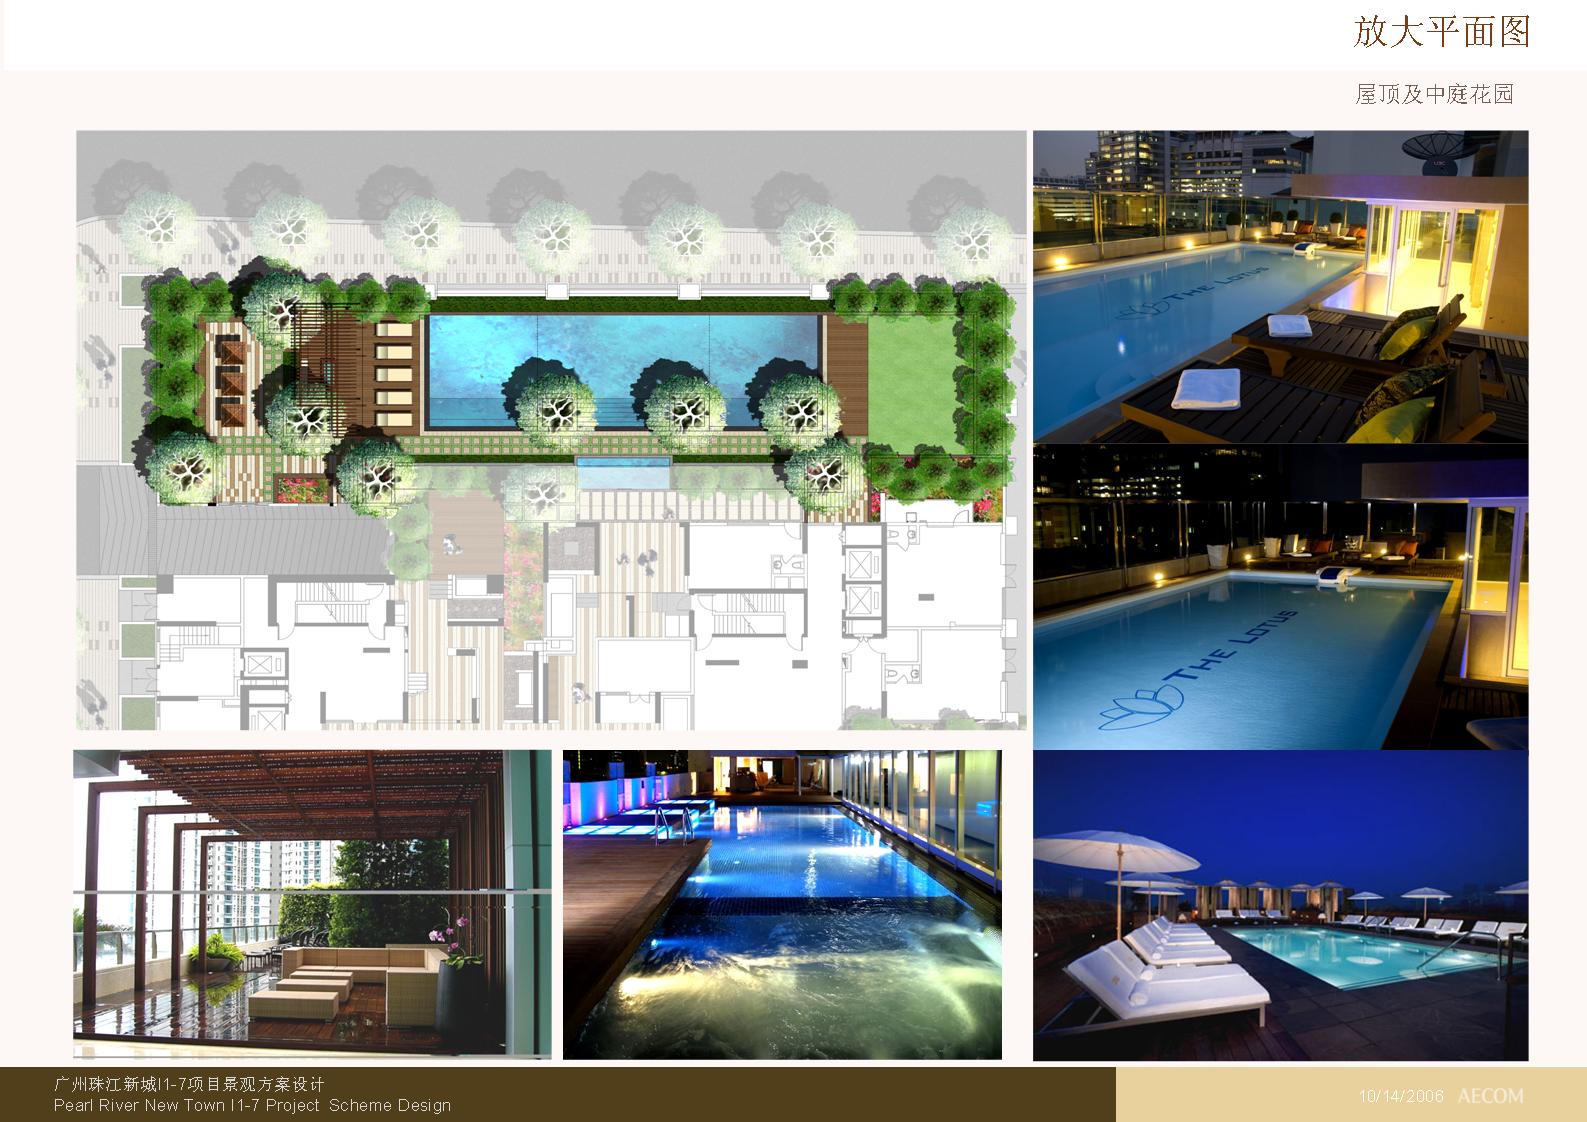 放大平面图
屋顶及中庭花园
THE LOTUS
THE LOTUS
广州珠江新城I1-7项目景观方案设计
Pearl River New Town I1-7 Project Scheme Design
10/14/2006 AECOM